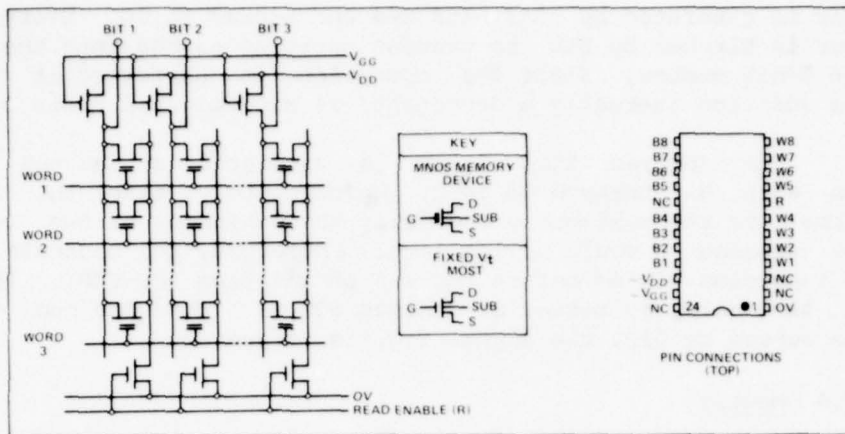 BIT 1 BIT 2 BIT 3
VGG
VDD
WORD
1
WORD
2
WORD
3
OV
READ ENABLE (R)
KEY
MNOS MEMORY
DEVICE
G D SUB S
FIXED Vt
MOST
G D SUB S
B8 W8
B7 W7
B6 W6
B5 W5
NC R
B4 W4
B3 W3
B2 W2
B1 W1
-VDD NC
-VGG NC
NC 24 1 OV
PIN CONNECTIONS
(TOP)